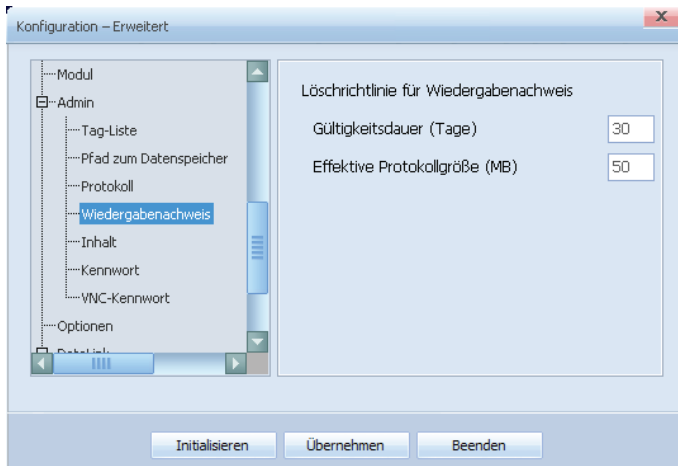 Konfiguration – Erweitert
Modul
Admin
Tag-Liste
Pfad zum Datenspeicher
Protokoll
Wiedergabenachweis
Inhalt
Kennwort
VNC-Kennwort
Optionen
DataLink
Löschrichtlinie für Wiedergabenachweis
Gültigkeitsdauer (Tage) 30
Effektive Protokollgröße (MB) 50
Initialisieren Übernehmen Beenden